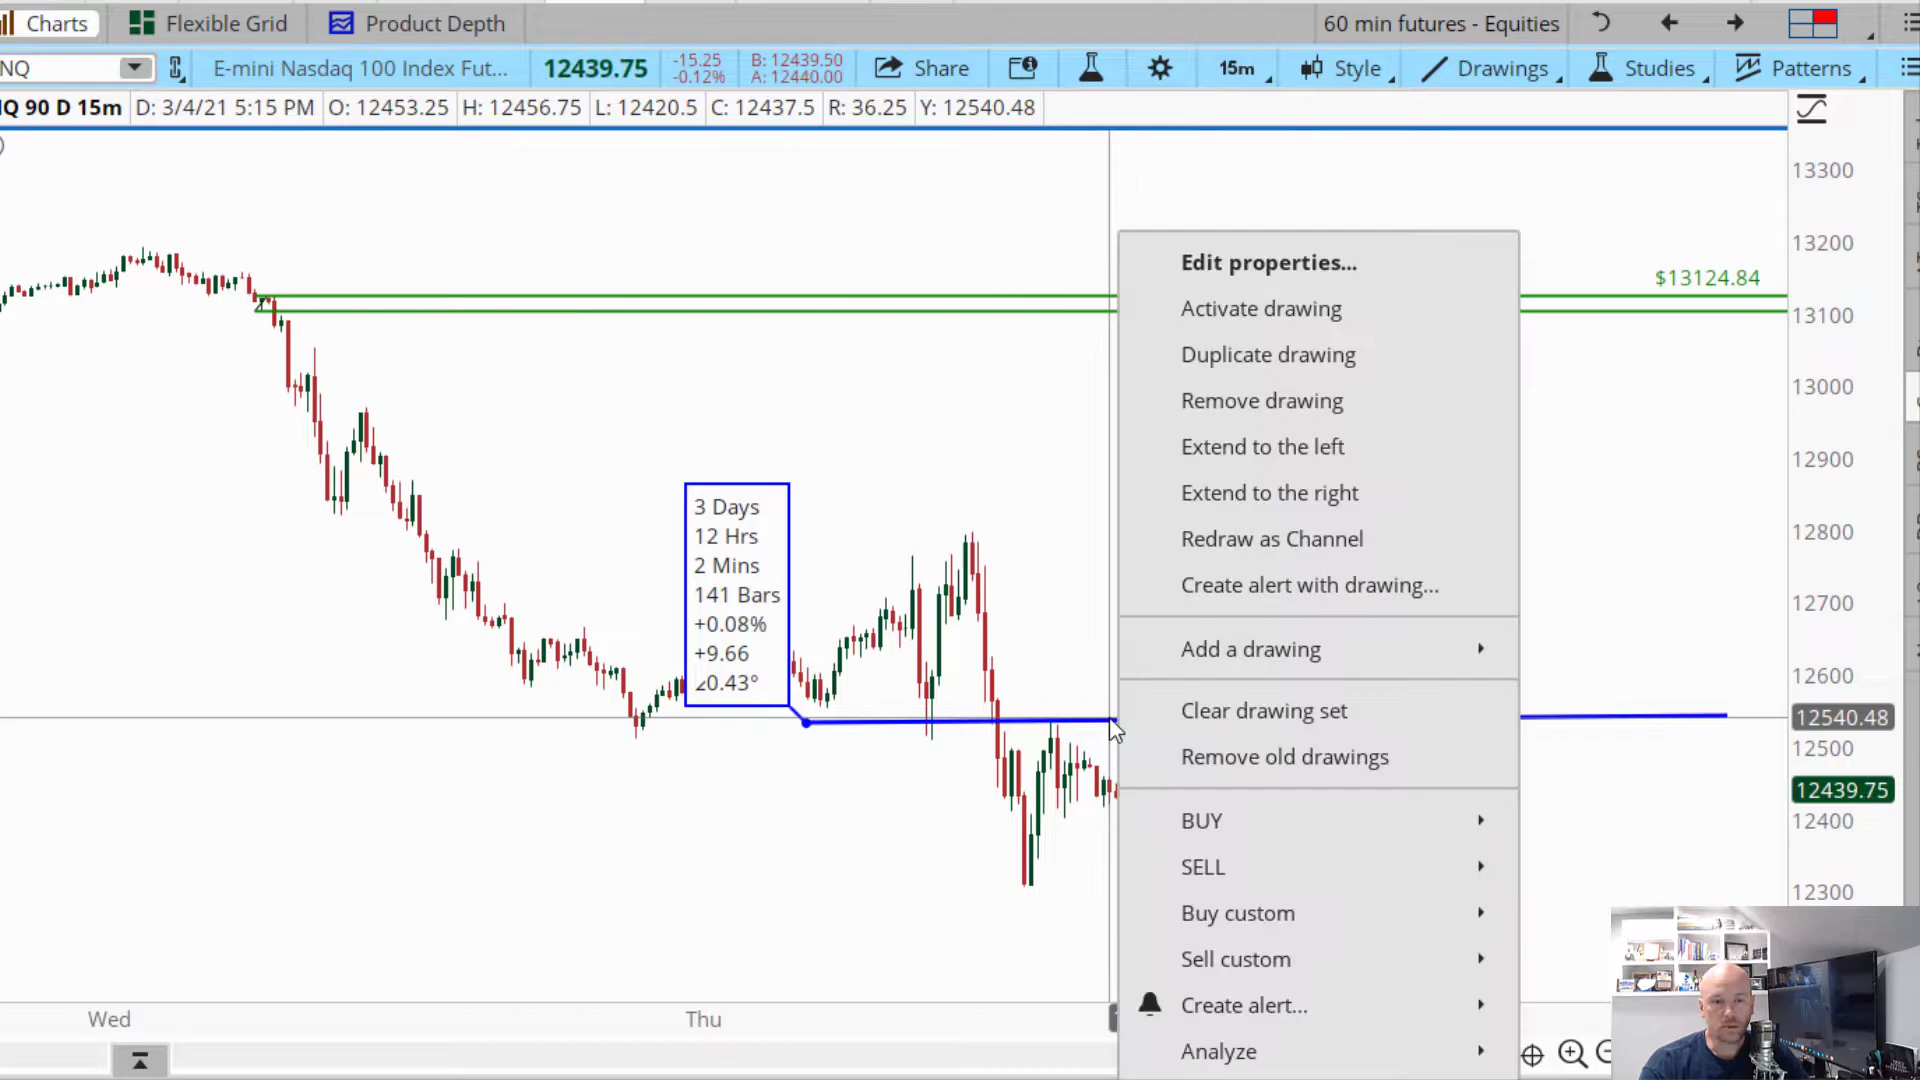 Charts
Flexible Grid
Product Depth
60 min futures - Equities
NQ
E-mini Nasdaq 100 Index Fut...
12439.75
-15.25
-0.12%
B: 12439.50
A: 12440.00
Share
15m
Style
Drawings
Studies
Patterns
Q 90 D 15m
D: 3/4/21 5:15 PM
O: 12453.25
H: 12456.75
L: 12420.5
C: 12437.5
R: 36.25
Y: 12540.48
$13124.84
13300
13200
13100
13000
12900
12800
12700
12600
12540.48
12500
12439.75
12400
12300
3 Days
12 Hrs
2 Mins
141 Bars
+0.08%
+9.66
∠0.43°
Edit properties...
Activate drawing
Duplicate drawing
Remove drawing
Extend to the left
Extend to the right
Redraw as Channel
Create alert with drawing...
Add a drawing
Clear drawing set
Remove old drawings
BUY
SELL
Buy custom
Sell custom
Create alert...
Analyze
Wed
Thu